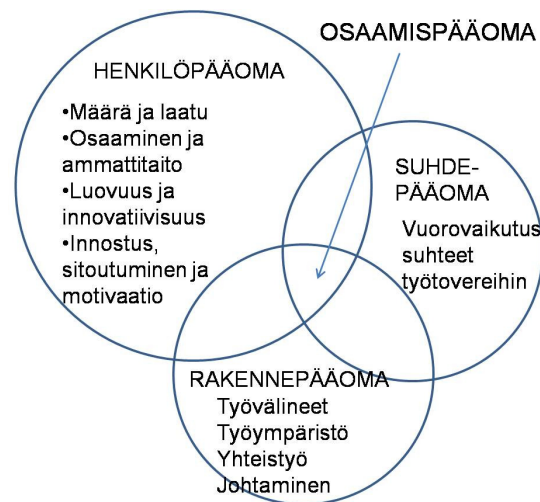 OSAAMISPÄÄOMA
HENKILÖPÄÄOMA
•Määrä ja laatu
•Osaaminen ja
ammattitaito
•Luovuus ja
innovatiivisuus
•Innostus,
sitoutuminen ja
motivaatio
SUHDE-
PÄÄOMA
Vuorovaikutus
suhteet
työtovereihin
RAKENNEPÄÄOMA
Työvälineet
Työympäristö
Yhteistyö
Johtaminen